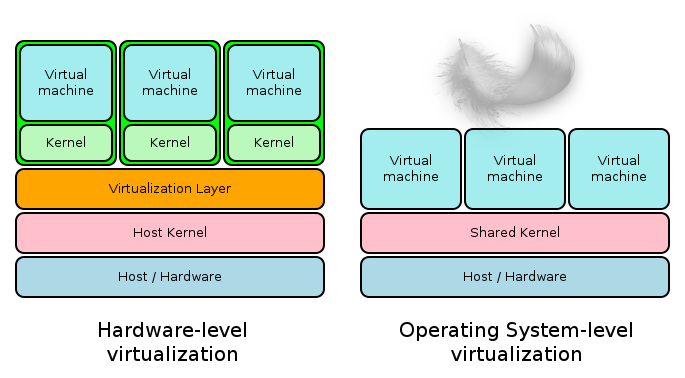 Virtual
machine
Virtual
machine
Virtual
machine
Kernel
Kernel
Kernel
Virtualization Layer
Host Kernel
Host / Hardware
Hardware-level
virtualization
Virtual
machine
Virtual
machine
Virtual
machine
Shared Kernel
Host / Hardware
Operating System-level
virtualization